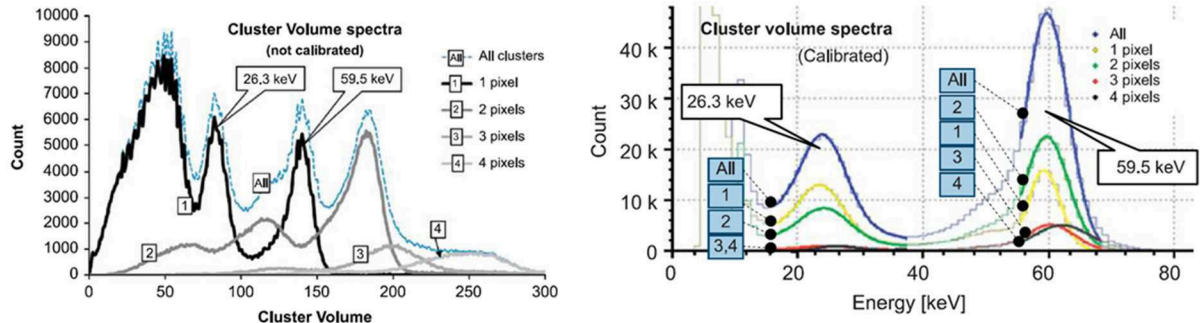 Cluster Volume spectra
(not calibrated)
10000
9000
8000
7000
6000
5000
4000
3000
2000
1000
0
Count
26.3 keV
59.5 keV
All All clusters
1 1 pixel
2 2 pixels
3 3 pixels
4 4 pixels
All
1
2
3
4
0 50 100 150 200 250 300
Cluster Volume
Cluster volume spectra
(Calibrated)
40 k
30 k
20 k
10 k
0
Count
All
1 pixel
2 pixels
3 pixels
4 pixels
26.3 keV
59.5 keV
All
1
2
3,4
All
2
1
3
4
0 20 40 60 80
Energy [keV]